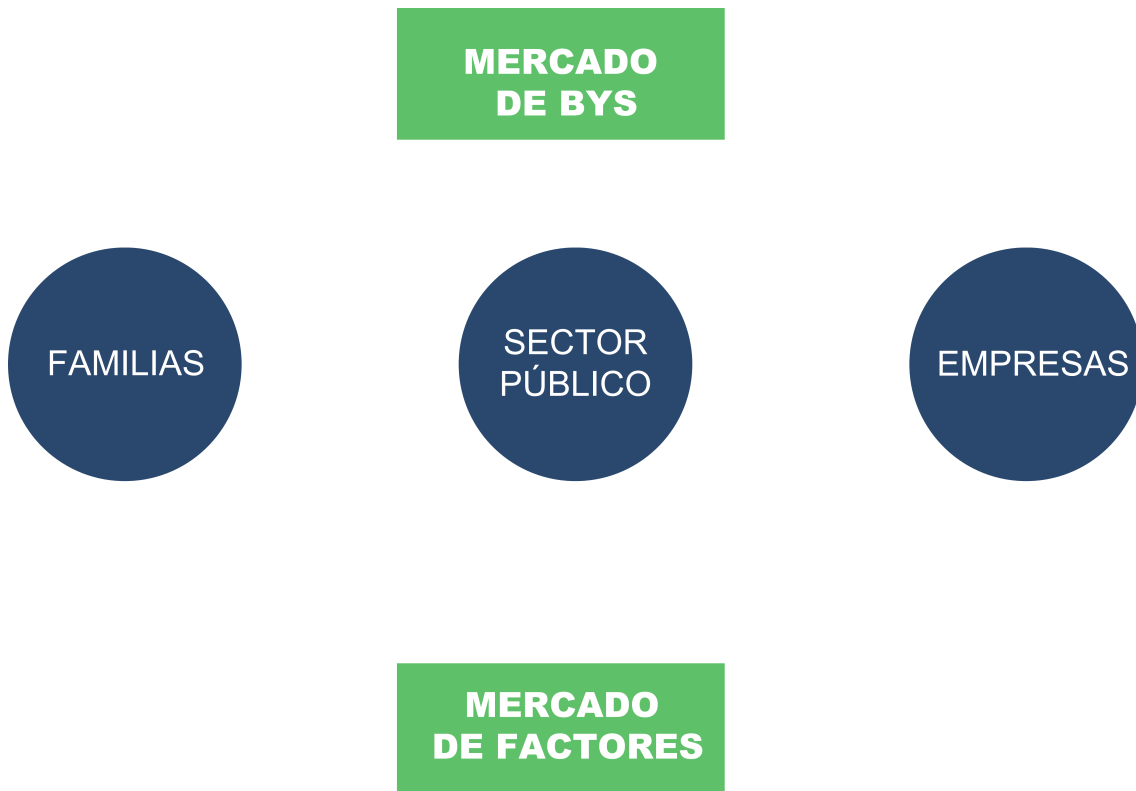 MERCADO
DE BYS
FAMILIAS
SECTOR
PÚBLICO
EMPRESAS
MERCADO
DE FACTORES